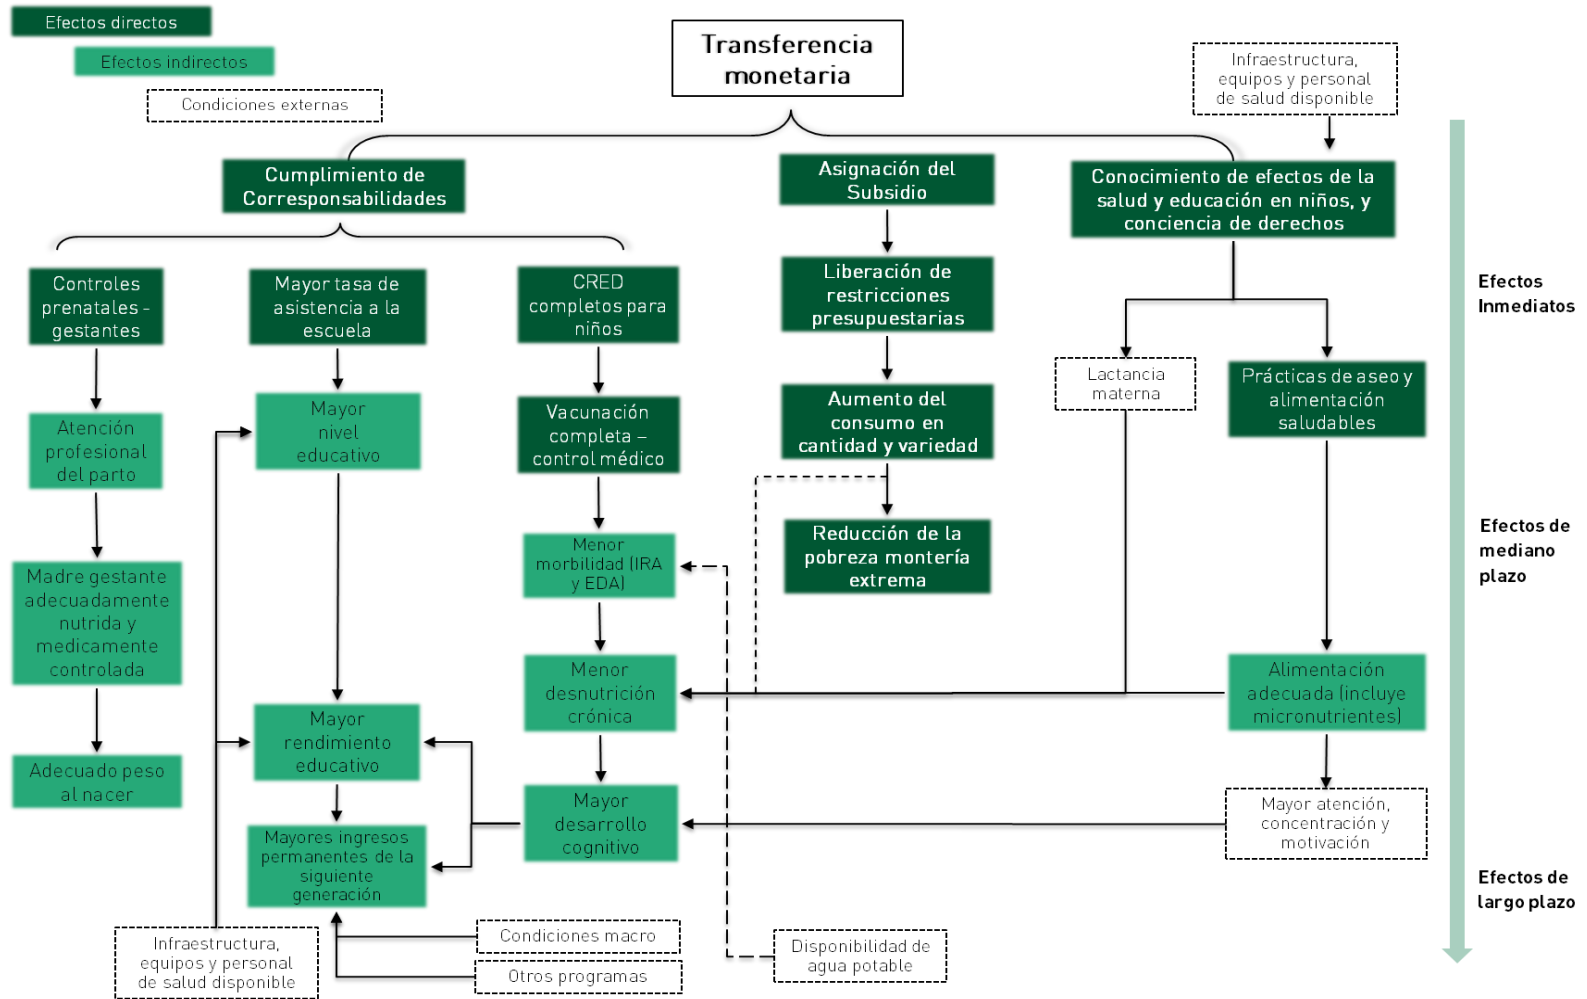 Efectos directos
Efectos indirectos
Condiciones externas
Transferencia
monetaria
Infraestructura,
equipos y personal
de salud disponible
Cumplimiento de
Corresponsabilidades
Asignación del
Subsidio
Conocimiento de efectos de la
salud y educación en niños, y
conciencia de derechos
Controles
prenatales -
gestantes
Mayor tasa de
asistencia a la
escuela
CRED
completos para
niños
Liberación de
restricciones
presupuestarias
Efectos
Inmediatos
Lactancia
materna
Prácticas de aseo y
alimentación
saludables
Atención
profesional
del parto
Mayor
nivel
educativo
Vacunación
completa –
control médico
Aumento del
consumo en
cantidad y variedad
Reducción de la
pobreza montería
extrema
Efectos de
mediano
plazo
Menor
morbilidad (IRA
y EDA)
Madre gestante
adecuadamente
nutrida y
medicamente
controlada
Menor
desnutrición
crónica
Alimentación
adecuada (incluye
micronutrientes)
Mayor
rendimiento
educativo
Adecuado peso
al nacer
Mayor
desarrollo
cognitivo
Mayor atención,
concentración y
motivación
Mayores ingresos
permanentes de la
siguiente
generación
Efectos de
largo plazo
Infraestructura,
equipos y personal
de salud disponible
Condiciones macro
Otros programas
Disponibilidad de
agua potable